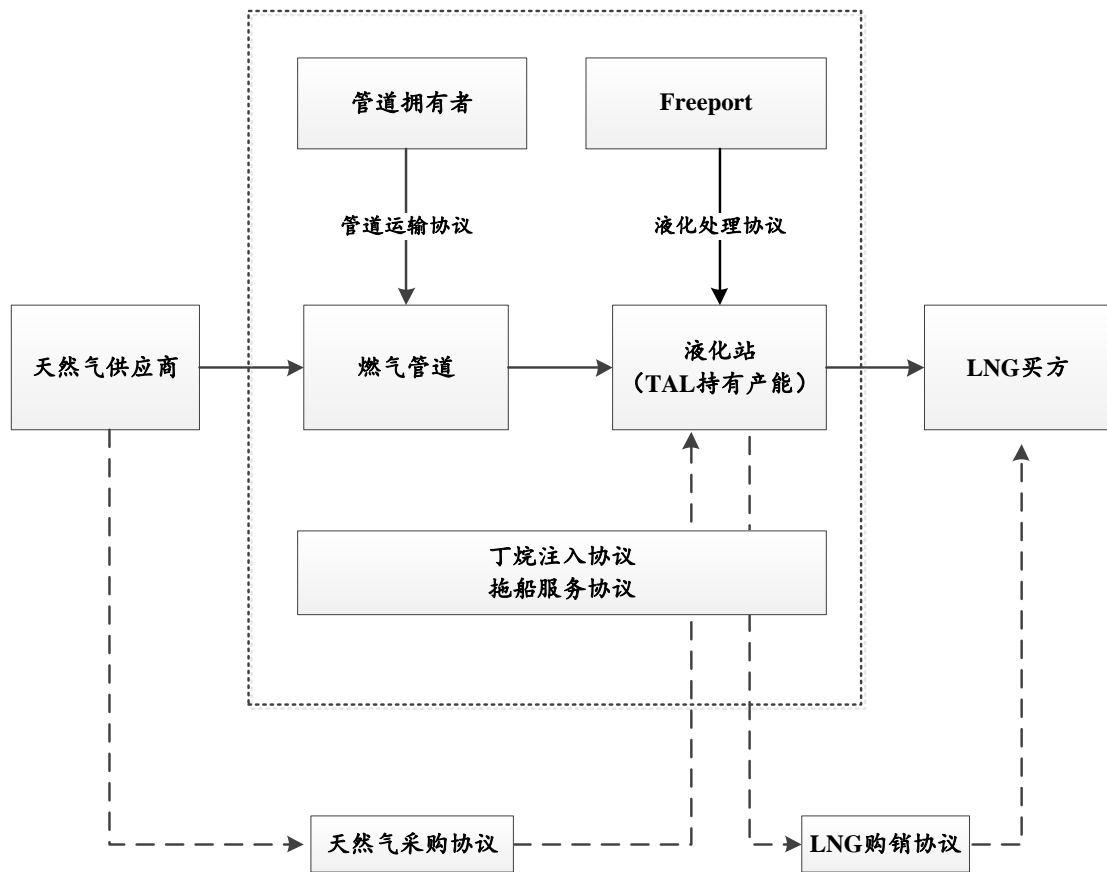 管道拥有者
Freeport
管道运输协议
液化处理协议
天然气供应商
燃气管道
液化站
（TAL持有产能）
LNG买方
丁烷注入协议
拖船服务协议
天然气采购协议
LNG购销协议